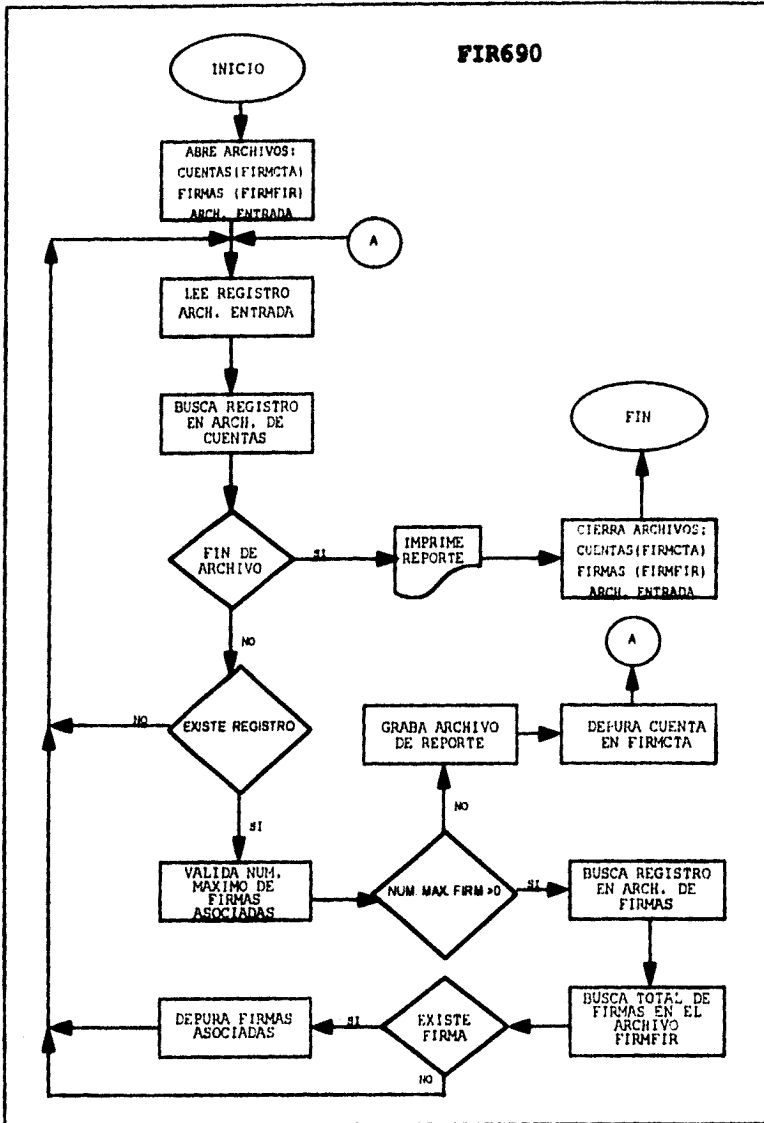 FIR690
INICIO
ABRE ARCHIVOS:
CUENTAS(FIRMCTA)
FIRMAS (FIRMFIR)
ARCH. ENTRADA
A
LEE REGISTRO
ARCH. ENTRADA
BUSCA REGISTRO
EN ARCH. DE
CUENTAS
FIN
FIN DE
ARCHIVO
SI
IMPRIME
REPORTE
CIERRA ARCHIVOS:
CUENTAS(FIRMCTA)
FIRMAS (FIRMFIR)
ARCH. ENTRADA
NO
A
EXISTE REGISTRO
NO
GRABA ARCHIVO
DE REPORTE
DEPURA CUENTA
EN FIRMCTA
SI
NO
VALIDA NUM.
MAXIMO DE
FIRMAS
ASOCIADAS
NUM. MAX. FIRM >0
SI
BUSCA REGISTRO
EN ARCH. DE
FIRMAS
DEPURA FIRMAS
ASOCIADAS
SI
EXISTE
FIRMA
BUSCA TOTAL DE
FIRMAS EN EL
ARCHIVO
FIRMFIR
NO